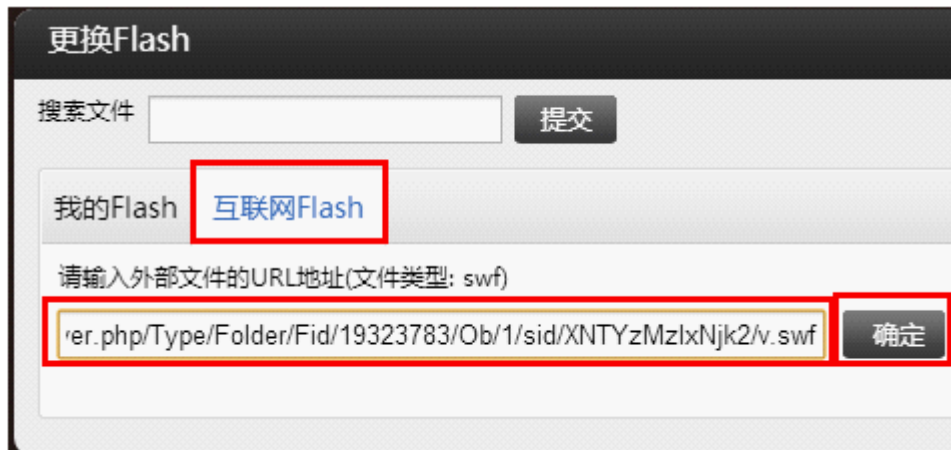 更换Flash
搜索文件 提交
我的Flash 互联网Flash
请输入外部文件的URL地址(文件类型: swf)
ver.php/Type/Folder/Fid/19323783/Ob/1/sid/XNTYzMzIxNjk2/v.swf 确定